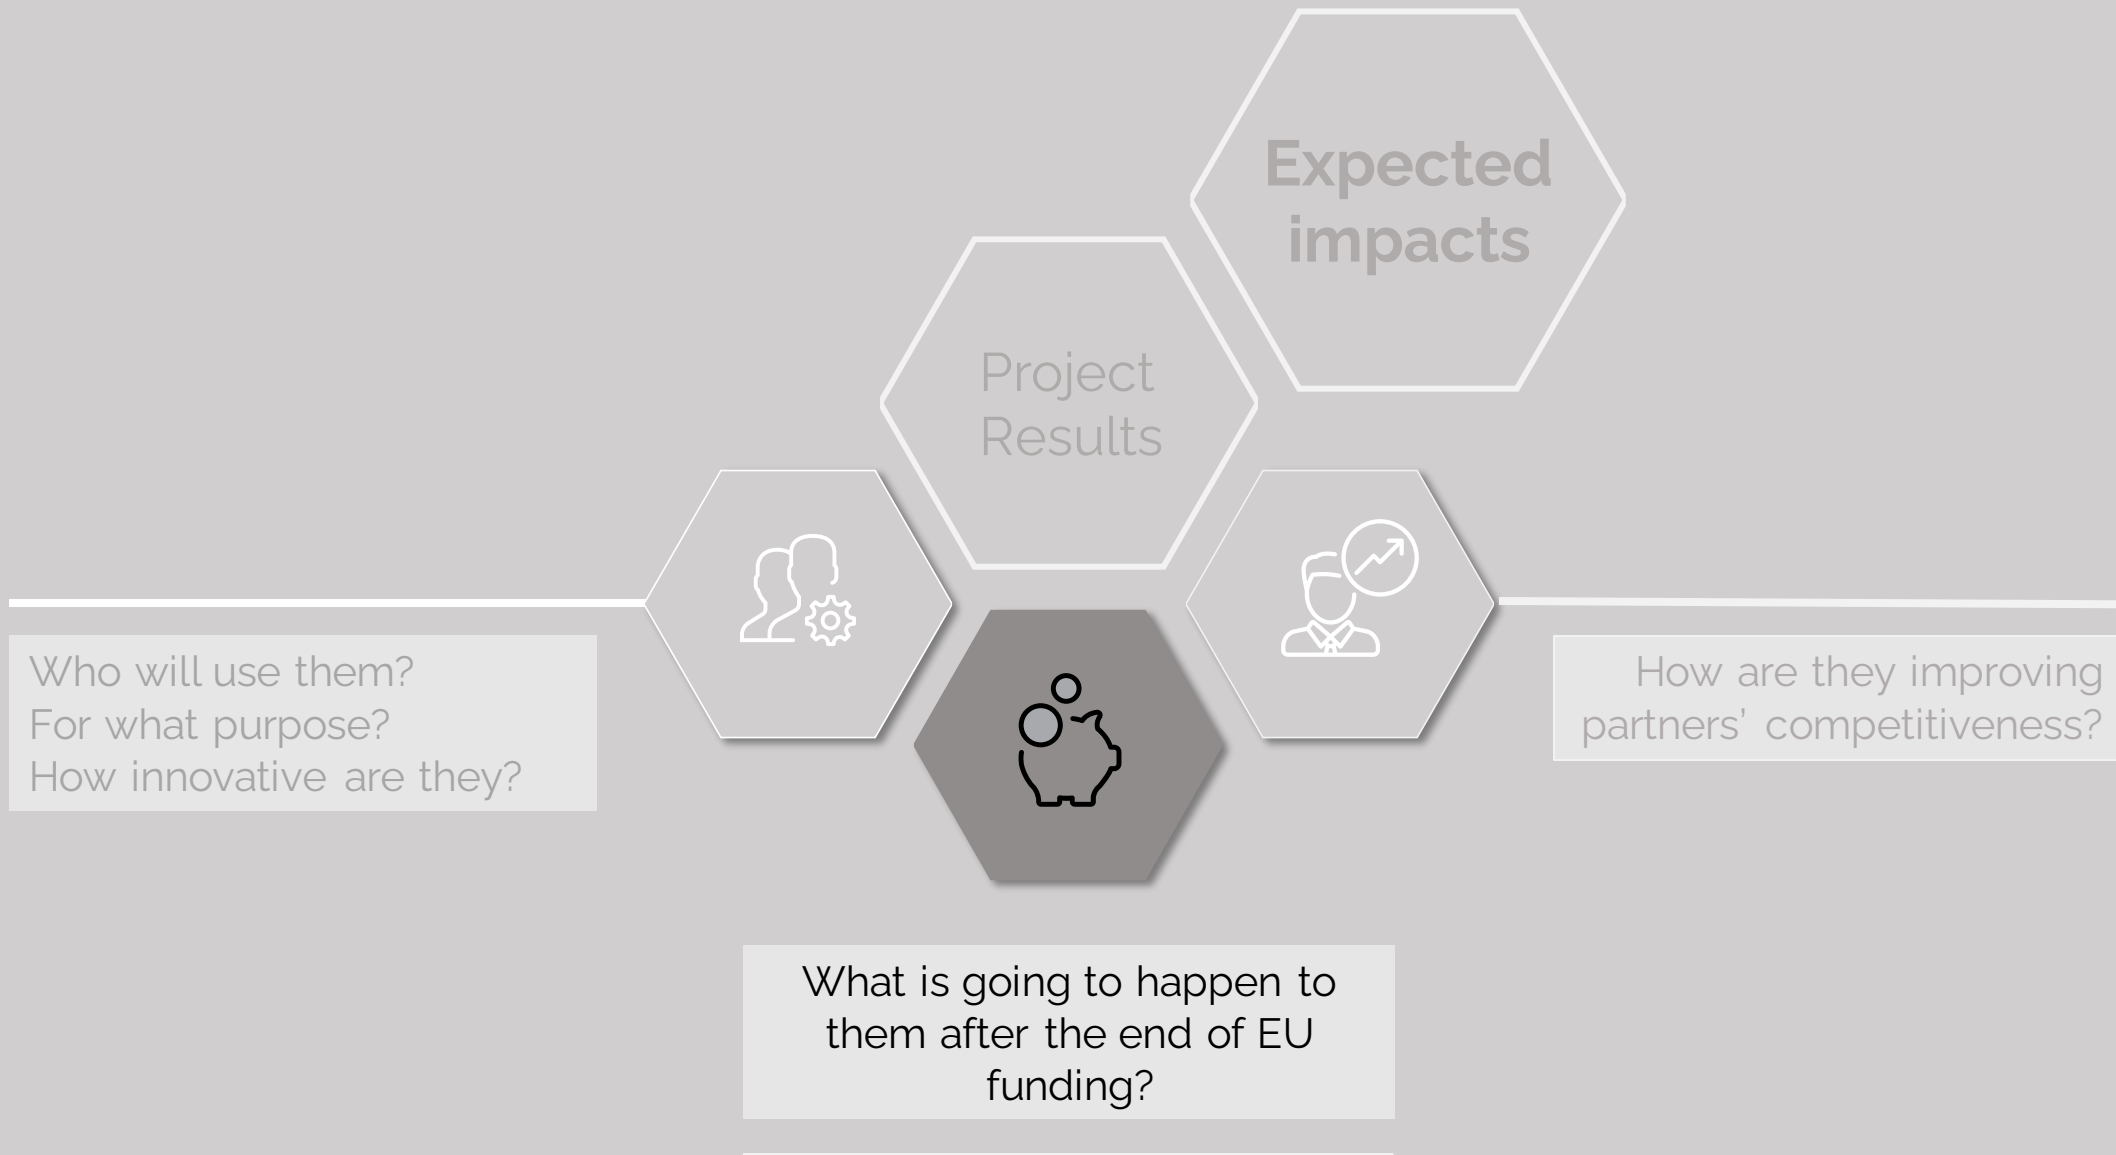 Expected
impacts
Project
Results
Who will use them?
For what purpose?
How innovative are they?
How are they improving
partners' competitiveness?
What is going to happen to
them after the end of EU
funding?